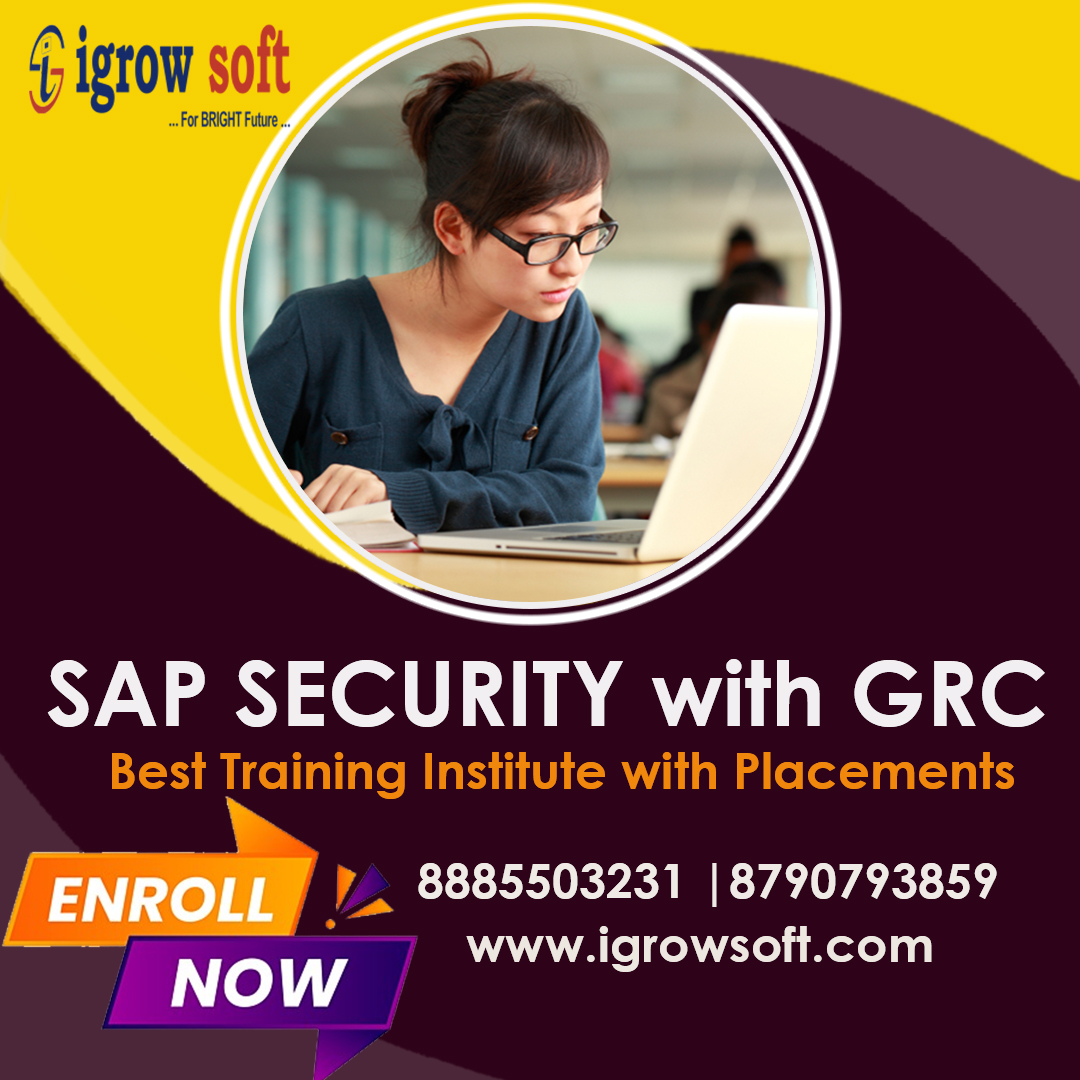 igrow soft
... For BRIGHT Future ...
SAP SECURITY with GRC
Best Training Institute with Placements
ENROLL
NOW
8885503231 |8790793859
www.igrowsoft.com